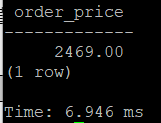 order_price
-------------
2469.00
(1 row)
Time: 6.946 ms